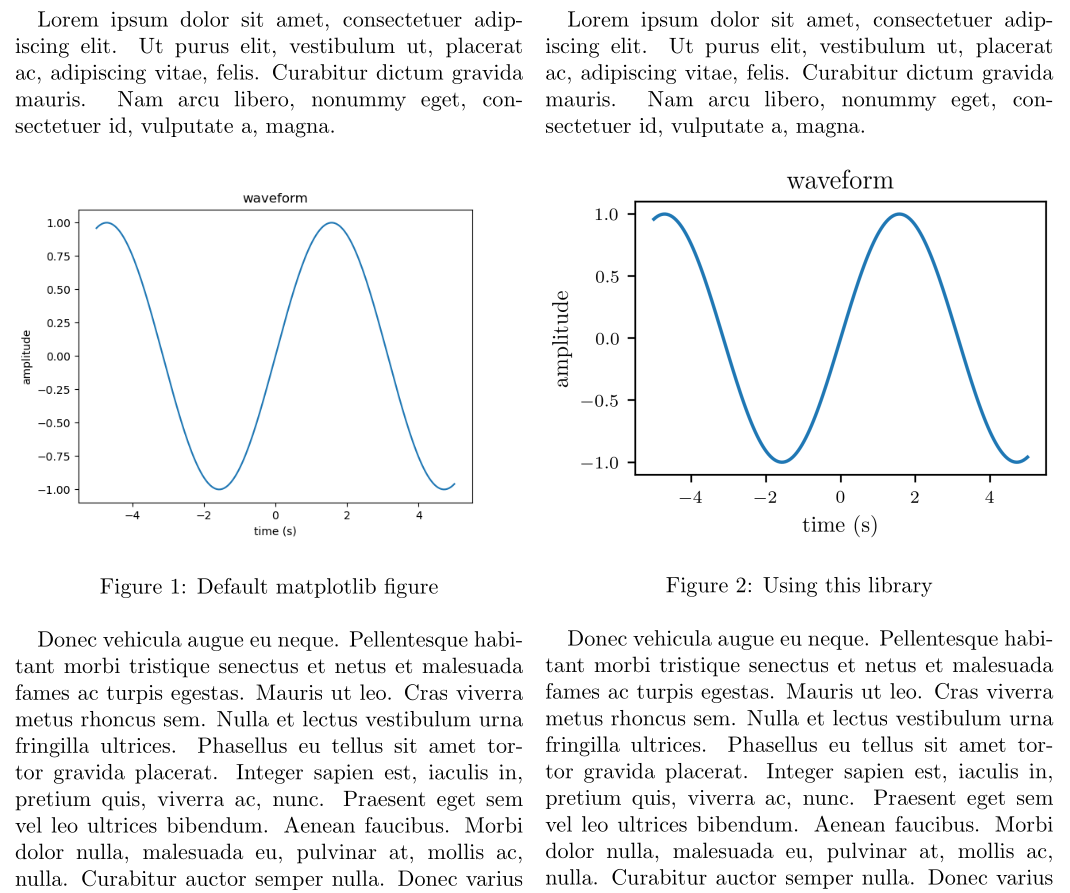 Lorem ipsum dolor sit amet, consectetuer adip-
iscing elit. Ut purus elit, vestibulum ut, placerat
ac, adipiscing vitae, felis. Curabitur dictum gravida
mauris. Nam arcu libero, nonummy eget, con-
sectetuer id, vulputate a, magna.
waveform
1.00
0.75
0.50
0.25
0.00
−0.25
−0.50
−0.75
−1.00
amplitude
−4 −2 0 2 4
time (s)
Figure 1: Default matplotlib figure
Donec vehicula augue eu neque. Pellentesque habi-
tant morbi tristique senectus et netus et malesuada
fames ac turpis egestas. Mauris ut leo. Cras viverra
metus rhoncus sem. Nulla et lectus vestibulum urna
fringilla ultrices. Phasellus eu tellus sit amet tor-
tor gravida placerat. Integer sapien est, iaculis in,
pretium quis, viverra ac, nunc. Praesent eget sem
vel leo ultrices bibendum. Aenean faucibus. Morbi
dolor nulla, malesuada eu, pulvinar at, mollis ac,
nulla. Curabitur auctor semper nulla. Donec varius
Lorem ipsum dolor sit amet, consectetuer adip-
iscing elit. Ut purus elit, vestibulum ut, placerat
ac, adipiscing vitae, felis. Curabitur dictum gravida
mauris. Nam arcu libero, nonummy eget, con-
sectetuer id, vulputate a, magna.
waveform
1.0
0.5
0.0
−0.5
−1.0
amplitude
−4 −2 0 2 4
time (s)
Figure 2: Using this library
Donec vehicula augue eu neque. Pellentesque habi-
tant morbi tristique senectus et netus et malesuada
fames ac turpis egestas. Mauris ut leo. Cras viverra
metus rhoncus sem. Nulla et lectus vestibulum urna
fringilla ultrices. Phasellus eu tellus sit amet tor-
tor gravida placerat. Integer sapien est, iaculis in,
pretium quis, viverra ac, nunc. Praesent eget sem
vel leo ultrices bibendum. Aenean faucibus. Morbi
dolor nulla, malesuada eu, pulvinar at, mollis ac,
nulla. Curabitur auctor semper nulla. Donec varius